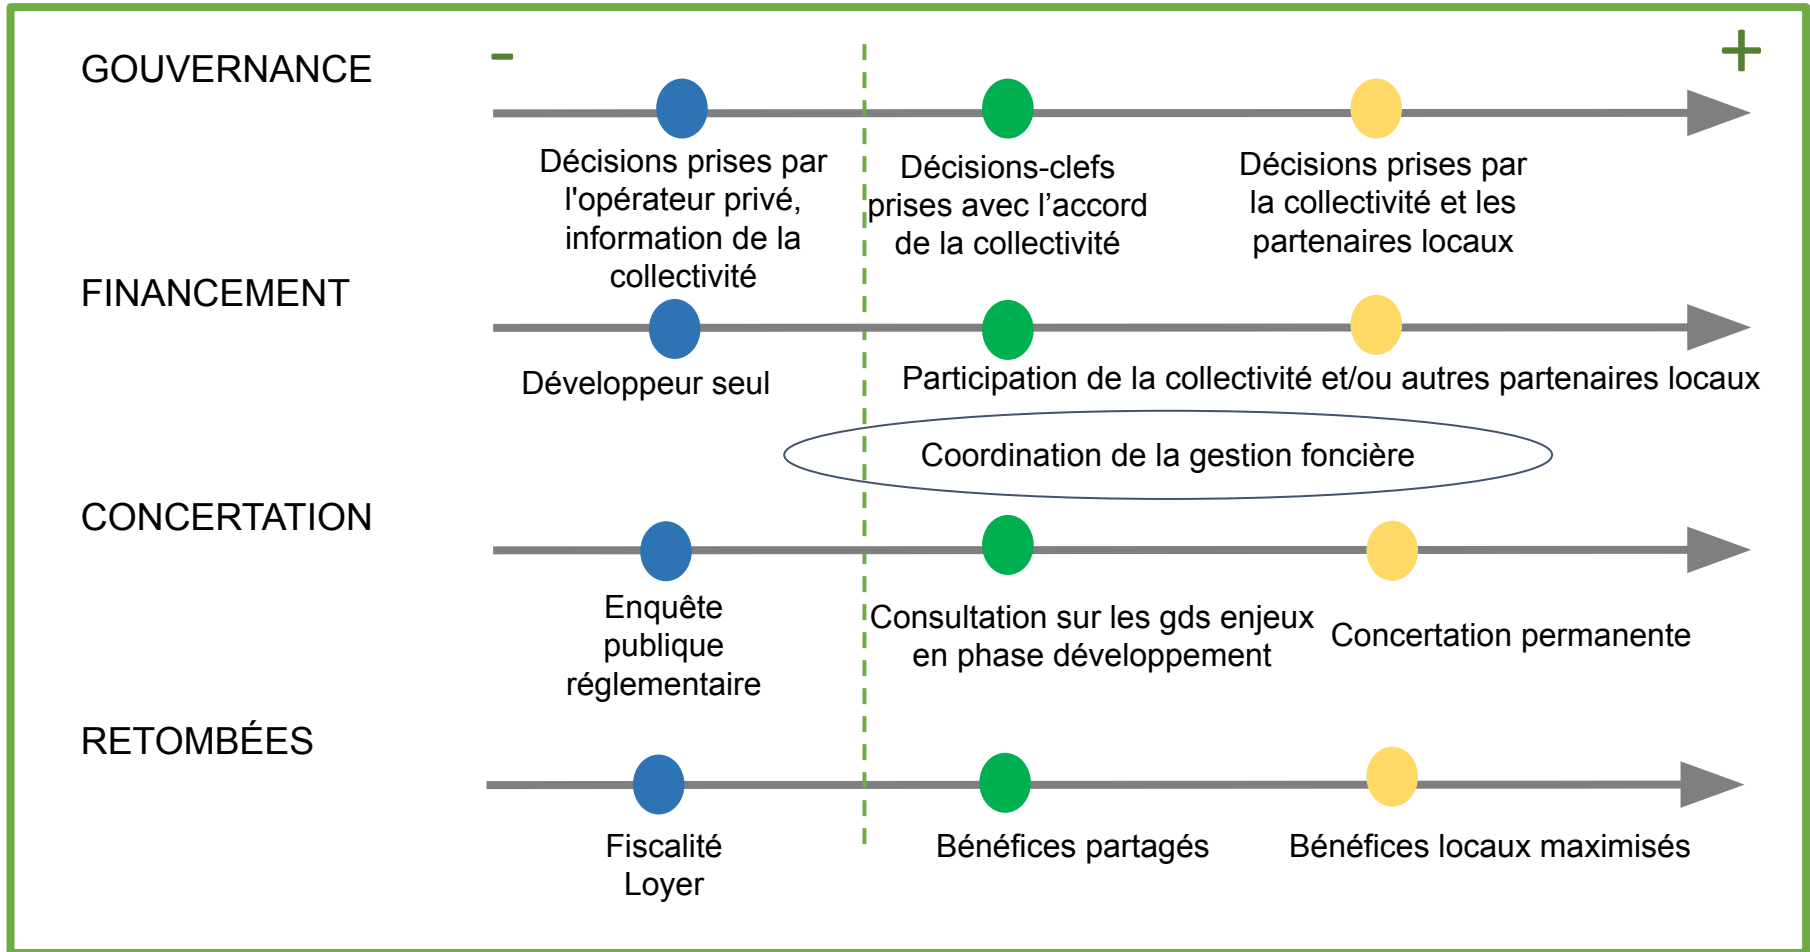 GOUVERNANCE
-
+
Décisions prises par
l'opérateur privé,
information de la
collectivité
Décisions-clefs
prises avec l’accord
de la collectivité
Décisions prises par
la collectivité et les
partenaires locaux
FINANCEMENT
Développeur seul
Participation de la collectivité et/ou autres partenaires locaux
Coordination de la gestion foncière
CONCERTATION
Enquête
publique
réglementaire
Consultation sur les gds enjeux
en phase développement
Concertation permanente
RETOMBÉES
Fiscalité
Loyer
Bénéfices partagés
Bénéfices locaux maximisés